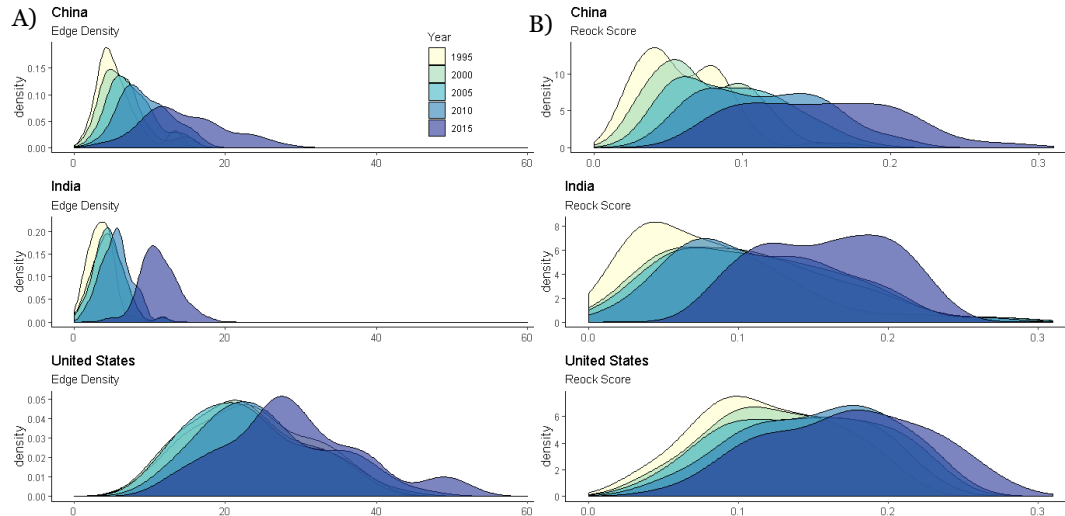 A)
China
Edge Density
density
0.15
0.10
0.05
0.00
0
20
40
60
Year
1995
2000
2005
2010
2015
India
Edge Density
density
0.20
0.15
0.10
0.05
0.00
0
20
40
60
United States
Edge Density
density
0.05
0.04
0.03
0.02
0.01
0.00
0
20
40
60
B)
China
Reock Score
density
10
5
0
0.0
0.1
0.2
0.3
India
Reock Score
density
8
6
4
2
0
0.0
0.1
0.2
0.3
United States
Reock Score
density
6
4
2
0
0.0
0.1
0.2
0.3